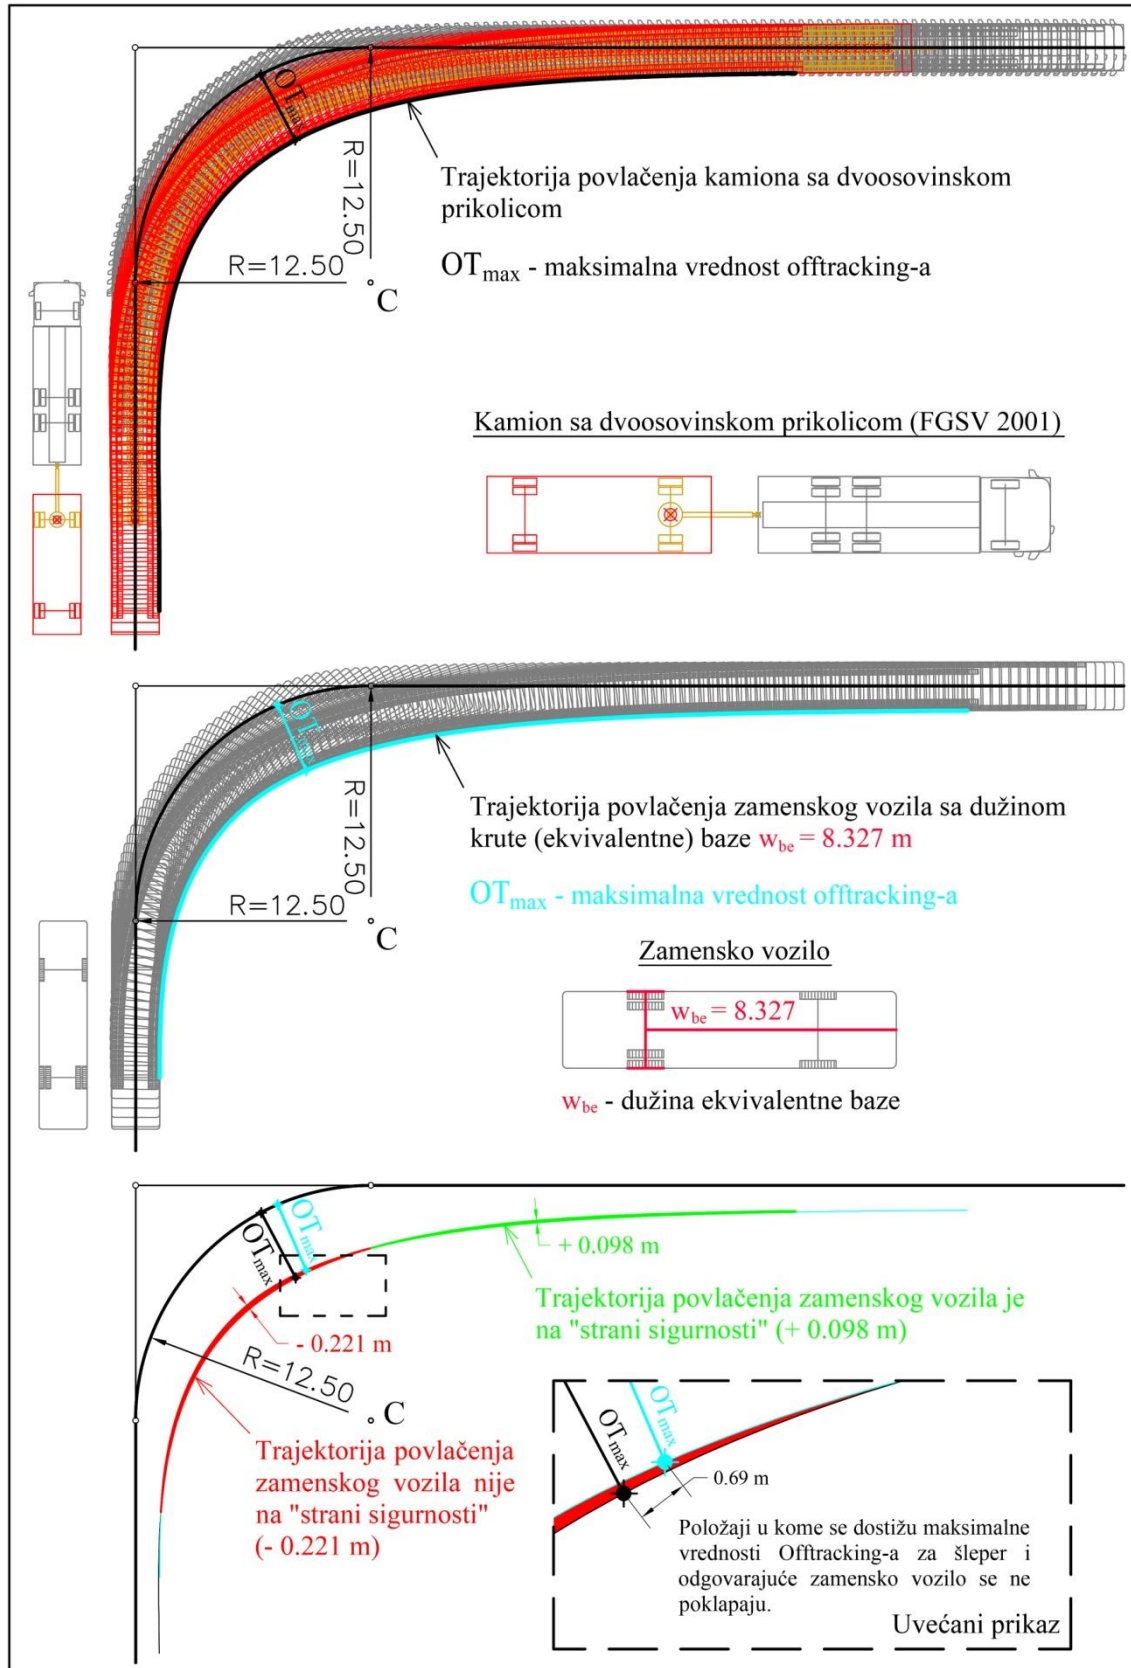 OTmax
R=12.50
R=12.50
C
Trajektorija povlačenja kamiona sa dvoosovinskom
prikolicom
OTmax - maksimalna vrednost offtracking-a
Kamion sa dvoosovinskom prikolicom (FGSV 2001)
OTmax
R=12.50
R=12.50
C
Trajektorija povlačenja zamenskog vozila sa dužinom
krute (ekvivalentne) baze wbe = 8.327 m
OTmax - maksimalna vrednost offtracking-a
Zamensko vozilo
wbe = 8.327
wbe - dužina ekvivalentne baze
OTmax
OTmax
+ 0.098 m
Trajektorija povlačenja zamenskog vozila je
na "strani sigurnosti" (+ 0.098 m)
- 0.221 m
R=12.50
C
Trajektorija povlačenja
zamenskog vozila nije
na "strani sigurnosti"
(- 0.221 m)
OTmax
OTmax
0.69 m
Položaji u kome se dostižu maksimalne
vrednosti Offtracking-a za šleper i
odgovarajuće zamensko vozilo se ne
poklapaju.
Uvećani prikaz